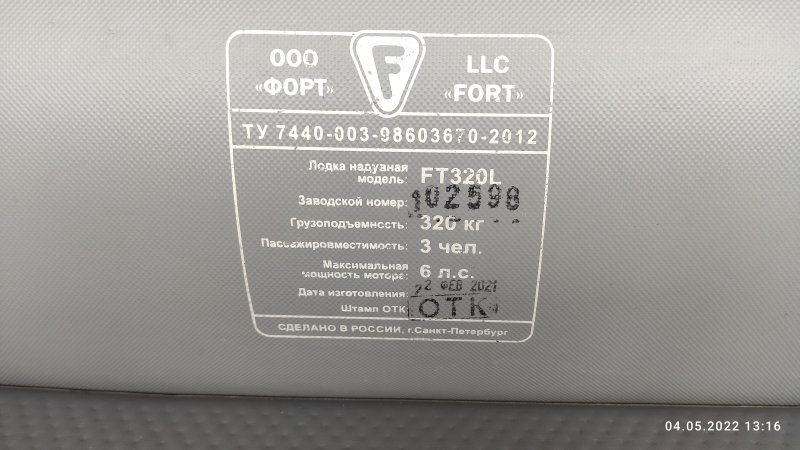 ООО
«ФОРТ»
F
LLC
«FORT»
ТУ 7440-003-98603670-2012
Лодка надувная
модель: FT320L
Заводской номер: 102598
Грузоподъемность: 320 кг
Пассажировместимость: 3 чел.
Максимальная
мощность мотора: 6 л.с.
Дата изготовления: 22 ФЕВ 2021
Штамп ОТК: ОТК
СДЕЛАНО В РОССИИ, г.Санкт-Петербург
04.05.2022 13:16